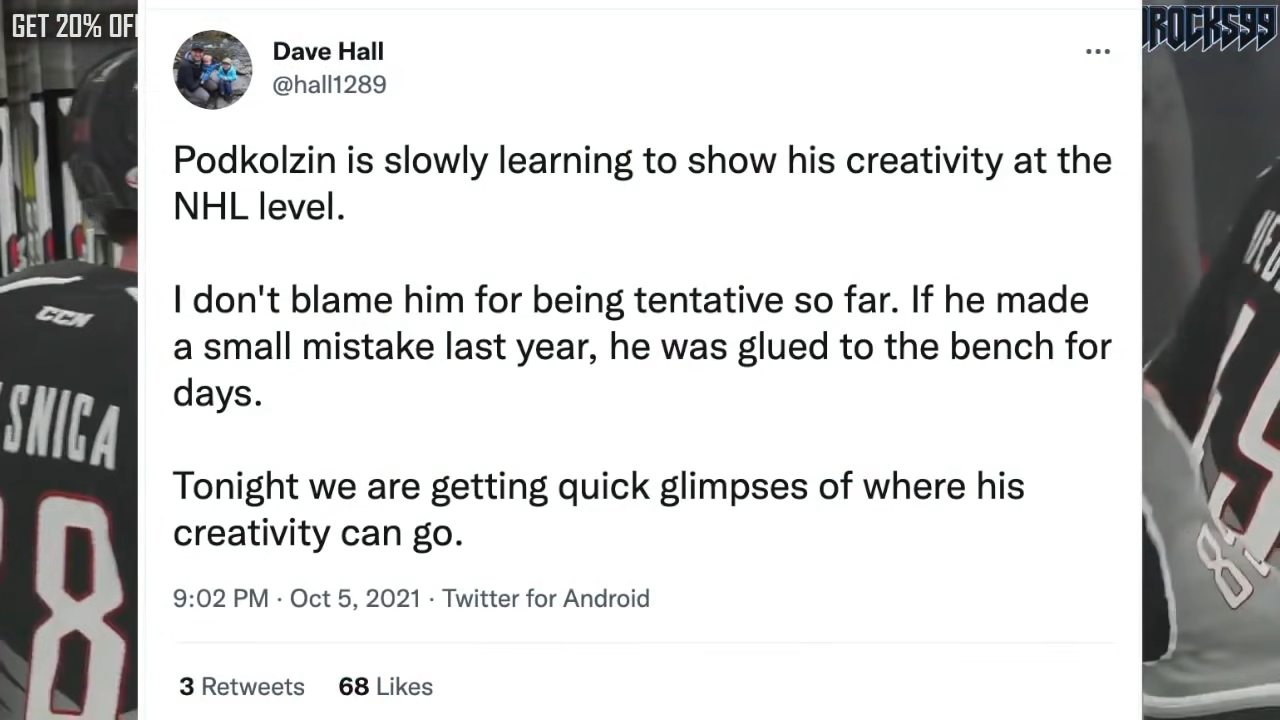 GET 20% OF
ROCKS99
Dave Hall
@hall1289
Podkolzin is slowly learning to show his creativity at the
NHL level.
I don't blame him for being tentative so far. If he made
a small mistake last year, he was glued to the bench for
days.
Tonight we are getting quick glimpses of where his
creativity can go.
9:02 PM · Oct 5, 2021 · Twitter for Android
3 Retweets 68 Likes
CCM
SNICA
8